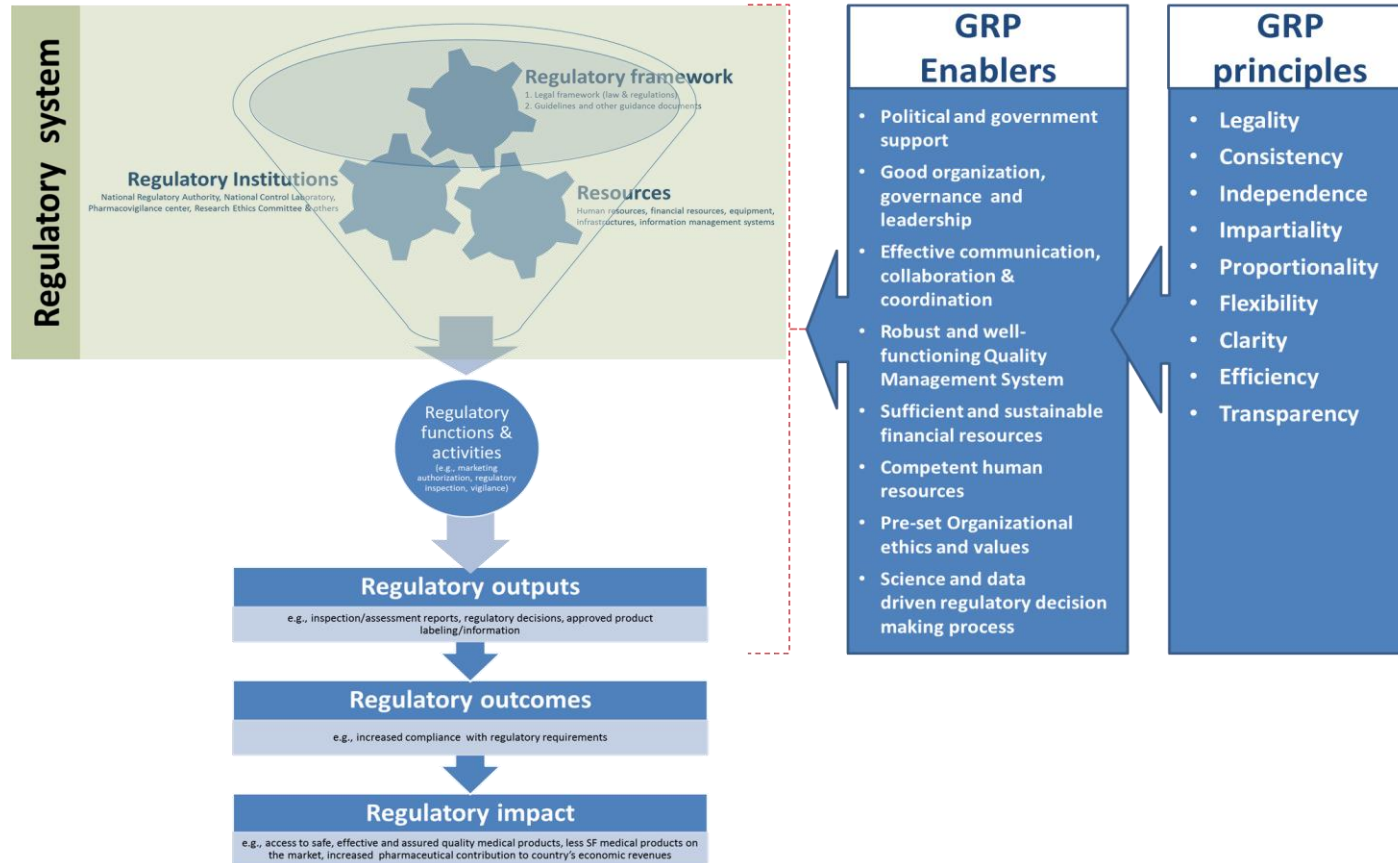 Regulatory system
Regulatory framework
1. Legal framework (law & regulations)
2. Guidelines and other guidance documents
Regulatory Institutions
National Regulatory Authority, National Control Laboratory,
Pharmacovigilance center, Research Ethics Committee & others
Resources
Human resources, financial resources, equipment,
infrastructures, information management systems
Regulatory
functions &
activities
(e.g., marketing
authorization, regulatory
inspection, vigilance)
Regulatory outputs
e.g., inspection/assessment reports, regulatory decisions, approved product
labeling/information
Regulatory outcomes
e.g., increased compliance with regulatory requirements
Regulatory impact
e.g., access to safe, effective and assured quality medical products, less SF medical products on
the market, increased pharmaceutical contribution to country's economic revenues
GRP
Enablers
• Political and government
support
• Good organization,
governance and
leadership
• Effective communication,
collaboration &
coordination
• Robust and well-
functioning Quality
Management System
• Sufficient and sustainable
financial resources
• Competent human
resources
• Pre-set Organizational
ethics and values
• Science and data
driven regulatory decision
making process
GRP
principles
• Legality
• Consistency
• Independence
• Impartiality
• Proportionality
• Flexibility
• Clarity
• Efficiency
• Transparency